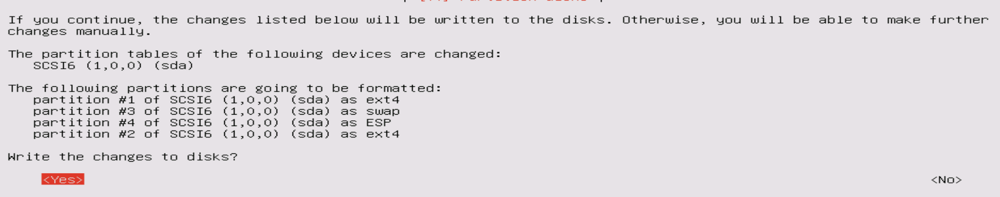 If you continue, the changes listed below will be written to the disks. Otherwise, you will be able to make further
changes manually.
The partition tables of the following devices are changed:
SCSI6 (1,0,0) (sda)
The following partitions are going to be formatted:
partition #1 of SCSI6 (1,0,0) (sda) as ext4
partition #3 of SCSI6 (1,0,0) (sda) as swap
partition #4 of SCSI6 (1,0,0) (sda) as ESP
partition #2 of SCSI6 (1,0,0) (sda) as ext4
Write the changes to disks?
<Yes> <No>